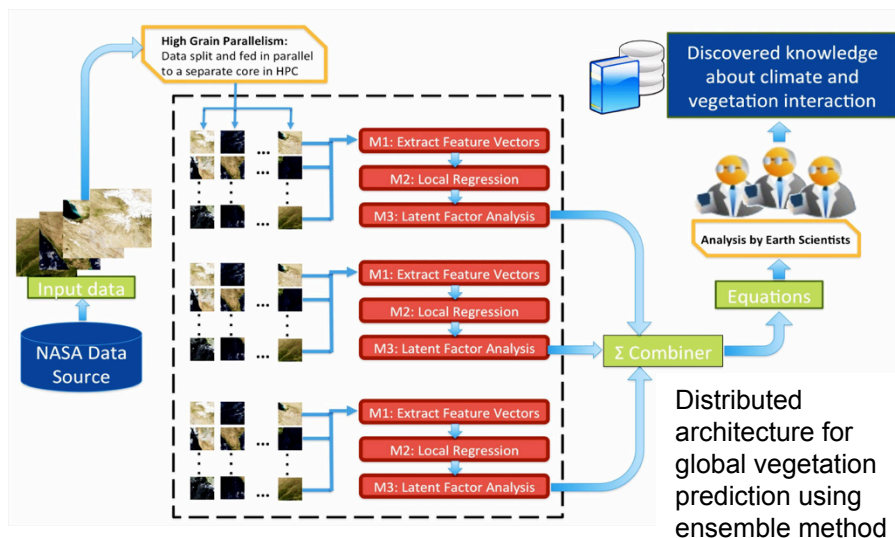 High Grain Parallelism:
Data split and fed in parallel
to a separate core in HPC
Input data
NASA Data
Source
...
...
...
M1: Extract Feature Vectors
M2: Local Regression
M3: Latent Factor Analysis
...
...
...
M1: Extract Feature Vectors
M2: Local Regression
M3: Latent Factor Analysis
...
...
...
M1: Extract Feature Vectors
M2: Local Regression
M3: Latent Factor Analysis
Σ Combiner
Equations
Analysis by Earth Scientists
Discovered knowledge
about climate and
vegetation interaction
Distributed
architecture for
global vegetation
prediction using
ensemble method